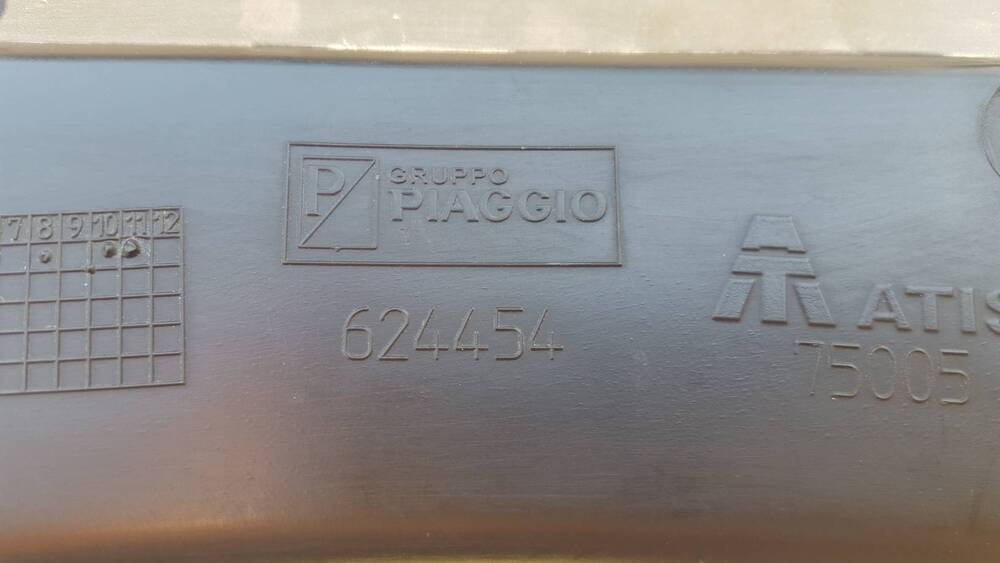 7 8 9 10 11 12
P
GRUPPO
PIAGGIO
624454
ATIS
75005